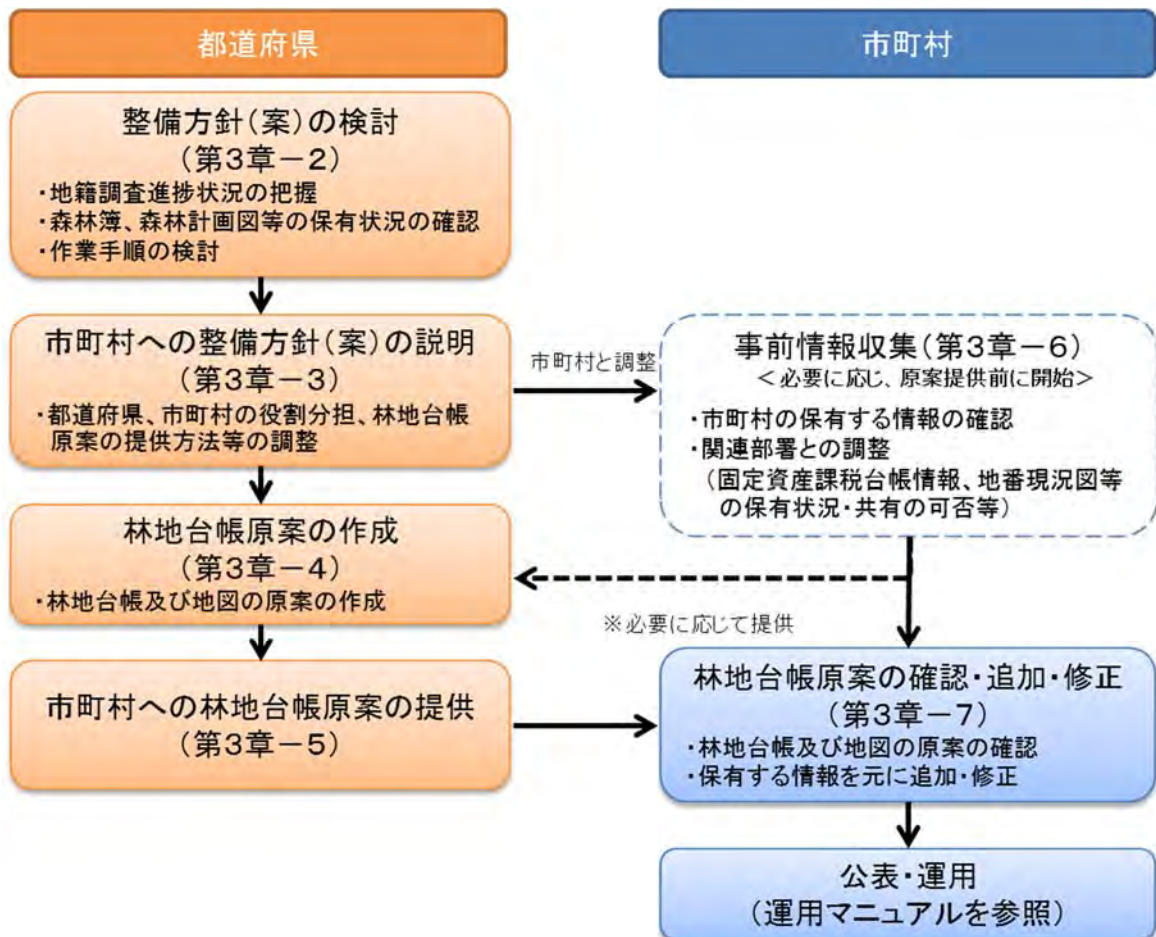 都道府県
市町村
整備方針(案)の検討
(第3章－2)
・地籍調査進捗状況の把握
・森林簿、森林計画図等の保有状況の確認
・作業手順の検討
市町村への整備方針(案)の説明
(第3章－3)
・都道府県、市町村の役割分担、林地台帳
原案の提供方法等の調整
市町村と調整
事前情報収集(第3章－6)
＜必要に応じ、原案提供前に開始＞
・市町村の保有する情報の確認
・関連部署との調整
(固定資産課税台帳情報、地番現況図等
の保有状況・共有の可否等)
林地台帳原案の作成
(第3章－4)
・林地台帳及び地図の原案の作成
※必要に応じて提供
市町村への林地台帳原案の提供
(第3章－5)
林地台帳原案の確認・追加・修正
(第3章－7)
・林地台帳及び地図の原案の確認
・保有する情報を元に追加・修正
公表・運用
(運用マニュアルを参照)